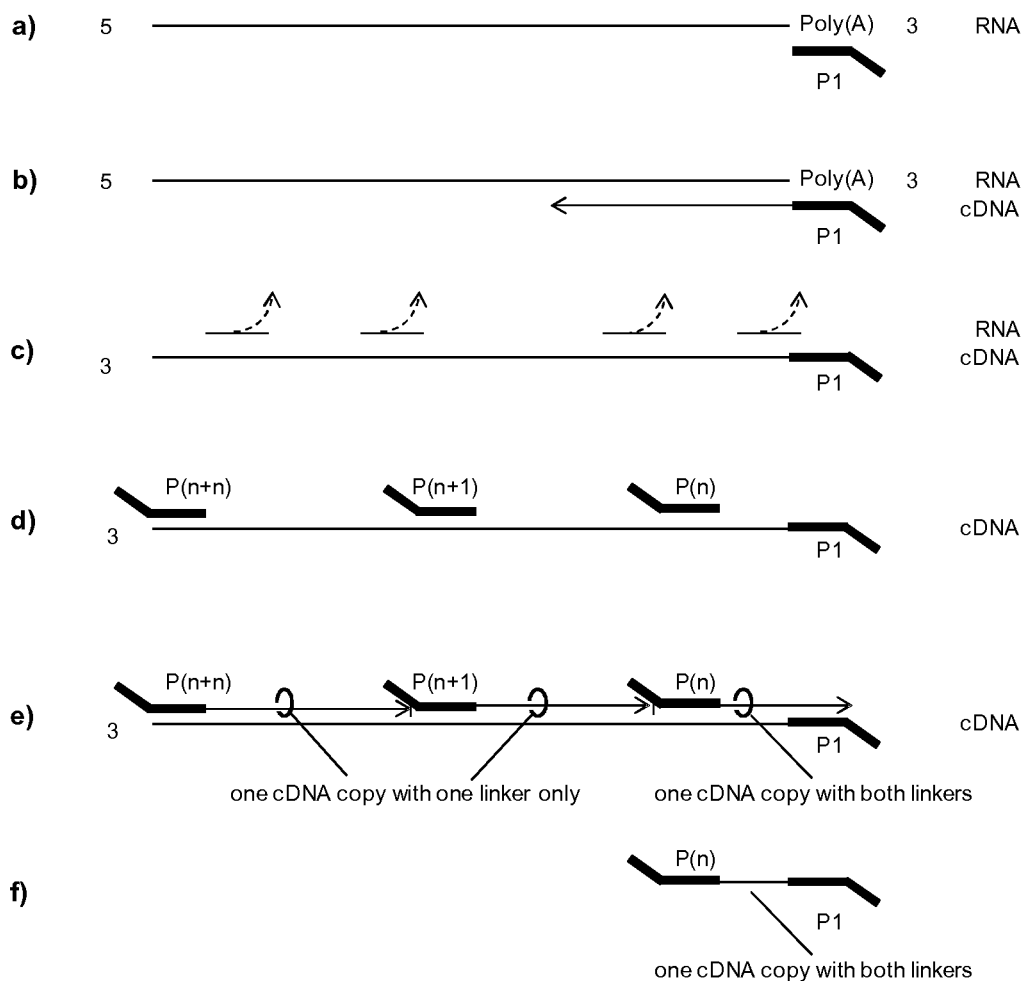 a) 5 Poly(A) 3 RNA
P1
b) 5 Poly(A) 3 RNA
cDNA
P1
RNA
c) 3 cDNA
P1
P(n+n) P(n+1) P(n)
d) 3 cDNA
P1
P(n+n) P(n+1) P(n)
e) 3 cDNA
P1
one cDNA copy with one linker only one cDNA copy with both linkers
P(n)
f)
P1
one cDNA copy with both linkers